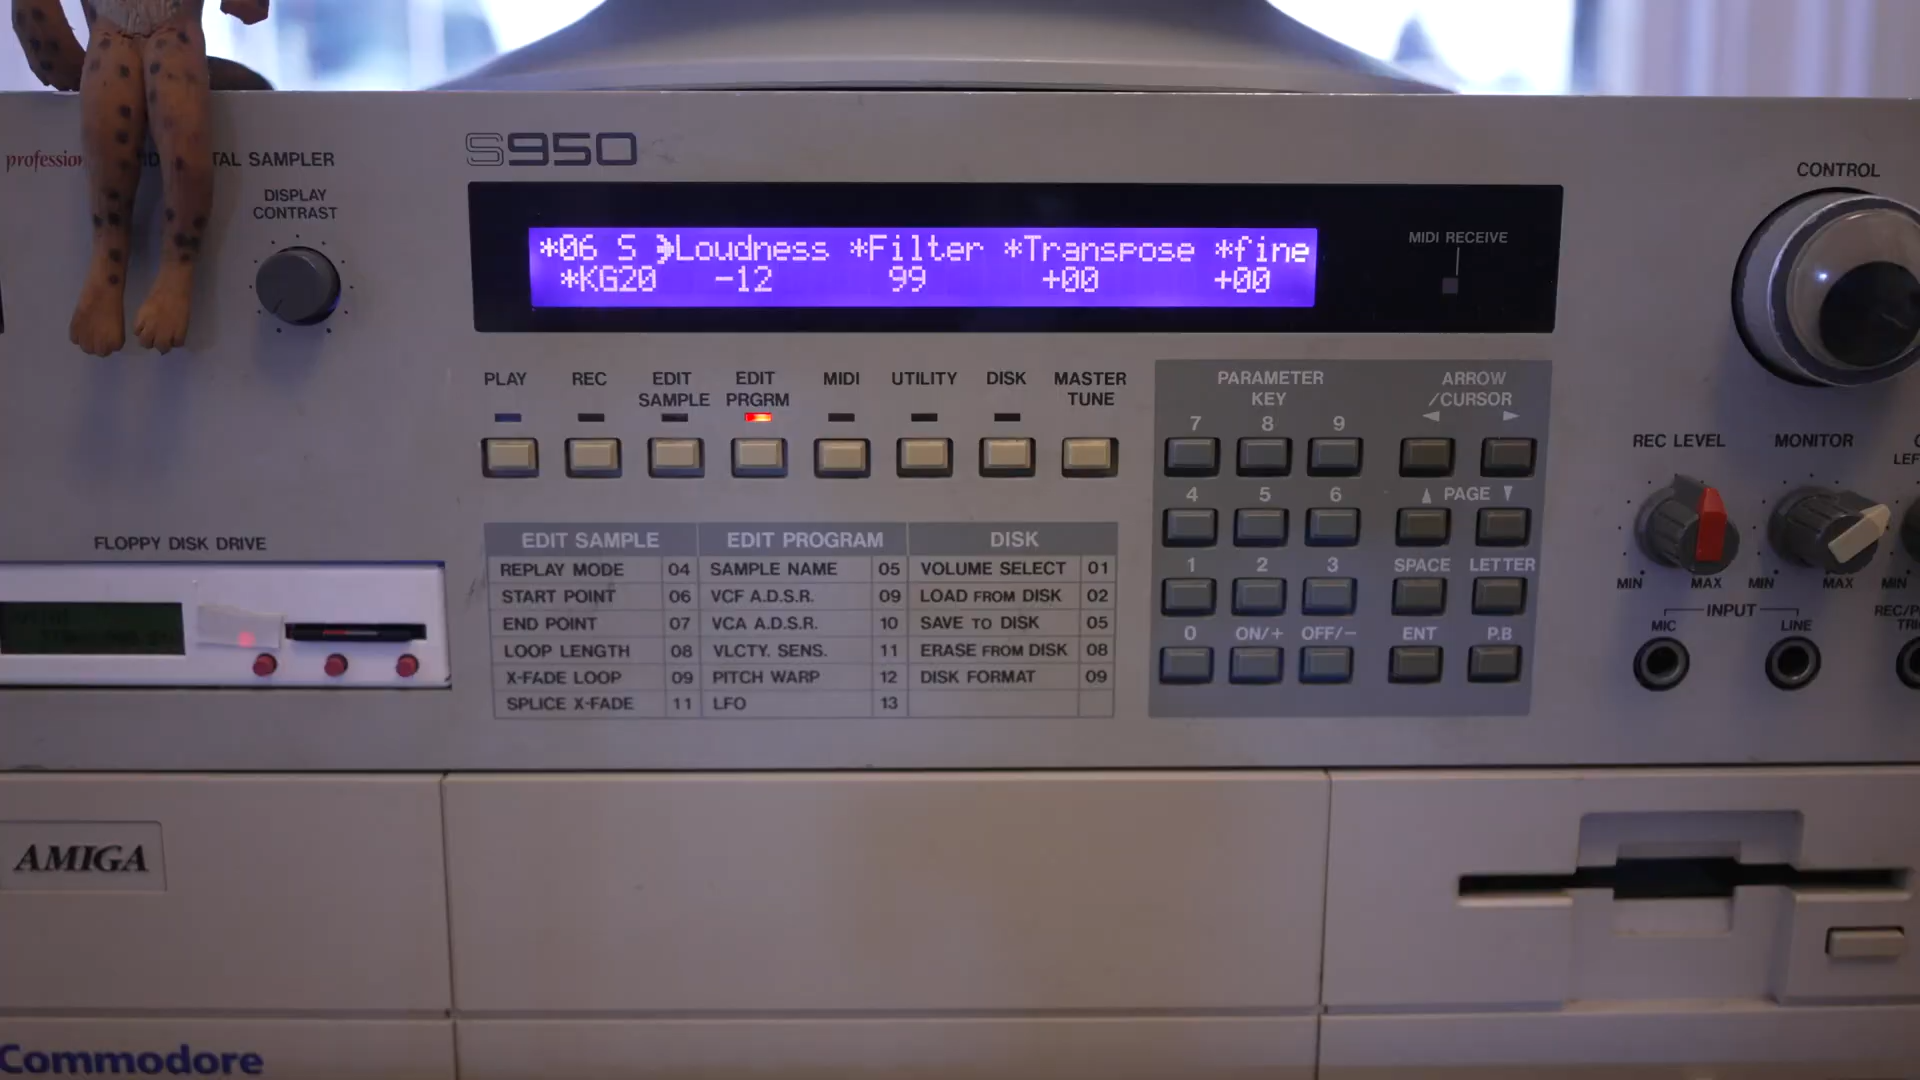 S950
TAL SAMPLER
DISPLAY
CONTRAST
*06 S Loudness *Filter *Transpose *fine
*KG20 -12 99 +00 +00
MIDI RECEIVE
CONTROL
PLAY
REC
EDIT
SAMPLE
EDIT
PRGRM
MIDI
UTILITY
DISK
MASTER
TUNE
PARAMETER
KEY
ARROW
/CURSOR
◄ ►
7 8 9
4 5 6
▲ PAGE ▼
1 2 3
SPACE LETTER
0 ON/+ OFF/−
ENT P.B
REC LEVEL
MONITOR
MIN MAX MIN MAX MIN
INPUT
MIC LINE
FLOPPY DISK DRIVE
EDIT SAMPLE EDIT PROGRAM DISK
REPLAY MODE 04 SAMPLE NAME 05 VOLUME SELECT 01
START POINT 06 VCF A.D.S.R. 09 LOAD FROM DISK 02
END POINT 07 VCA A.D.S.R. 10 SAVE TO DISK 05
LOOP LENGTH 08 VLCTY. SENS. 11 ERASE FROM DISK 08
X-FADE LOOP 09 PITCH WARP 12 DISK FORMAT 09
SPLICE X-FADE 11 LFO 13
AMIGA
Commodore